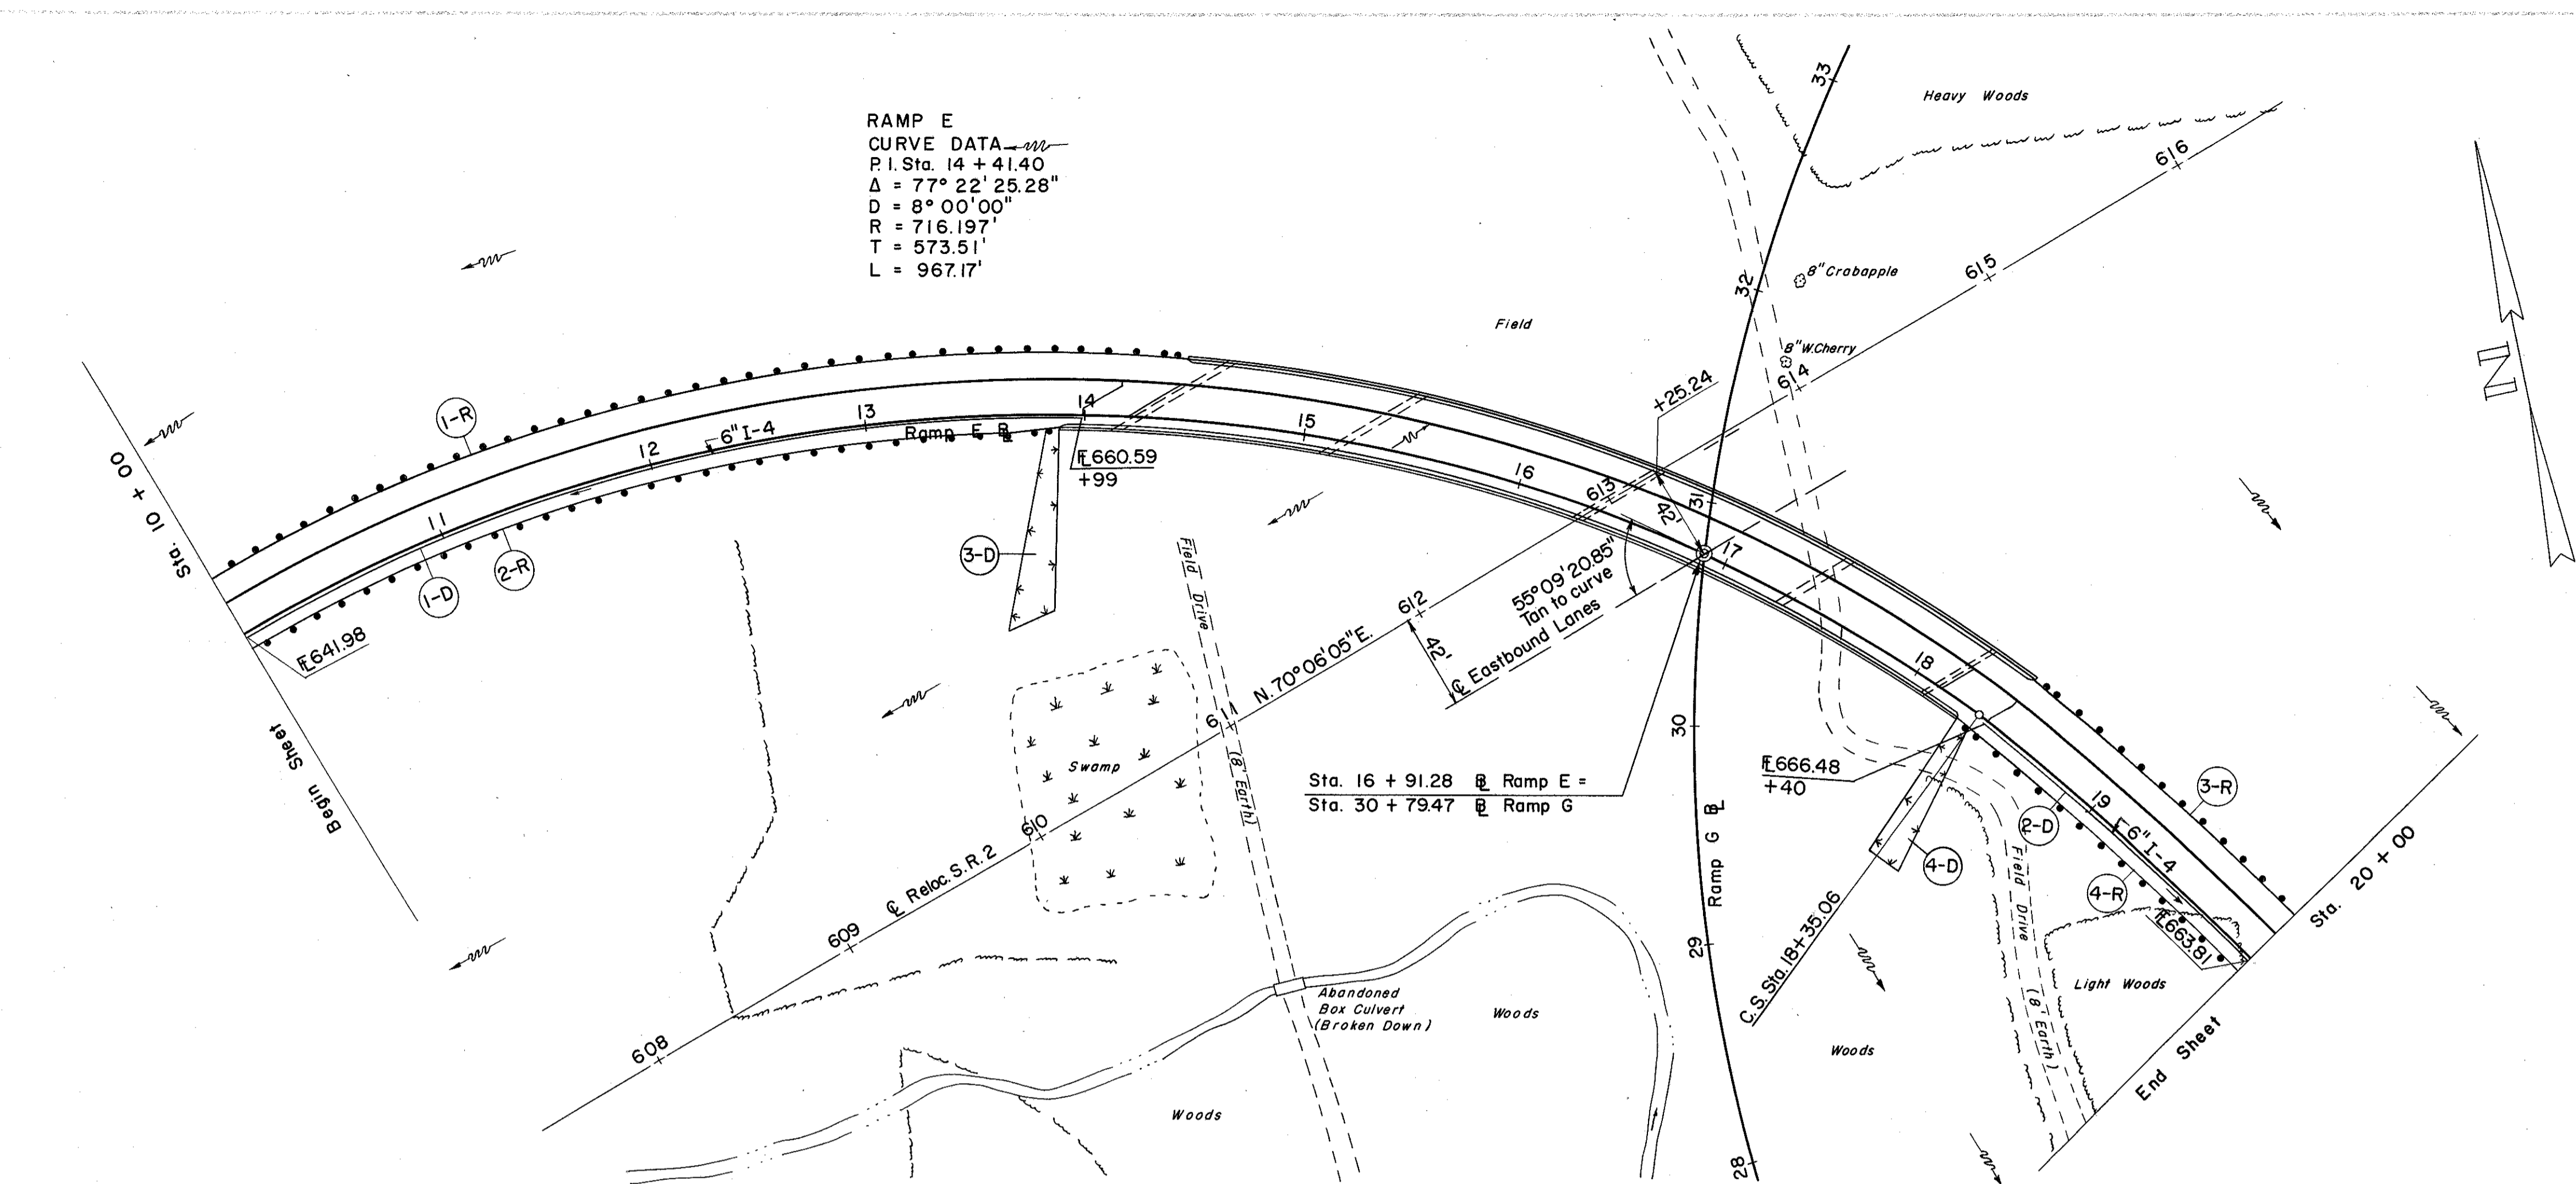 RAMP E
CURVE DATA
P.I. Sta. 14 + 41.40
Δ = 77° 22' 25.28"
D = 8° 00' 00"
R = 716.197'
T = 573.51'
L = 967.17'
33
Heavy Woods
616
615
32
8" Crabapple
Field
8" W. Cherry
614
+25.24
N
1-R
14
13
Ramp E BL
15
6" I-4
12
FL 660.59
+99
16
613
31
42'
17
11
Sta. 10 + 00
3-D
2-R
1-D
Field Drive
55° 09' 20.85"
Tan to curve
℄ Eastbound Lanes
612
42'
FL 641.98
N. 70° 06' 05" E.
18
611
30
Swamp
(8' Earth)
Begin Sheet
Sta. 16 + 91.28 BL Ramp E =
Sta. 30 + 79.47 BL Ramp G
FL 666.48
+40
3-R
19
2-D
6" I-4
610
Ramp G BL
4-D
Field Drive
4-R
Sta. 20 + 00
℄ Reloc. S.R. 2
609
29
C.S. Sta. 18+35.06
FL 663.81
Light Woods
Abandoned
Box Culvert
(Broken Down)
Woods
(8' Earth)
608
Woods
End Sheet
Woods
28